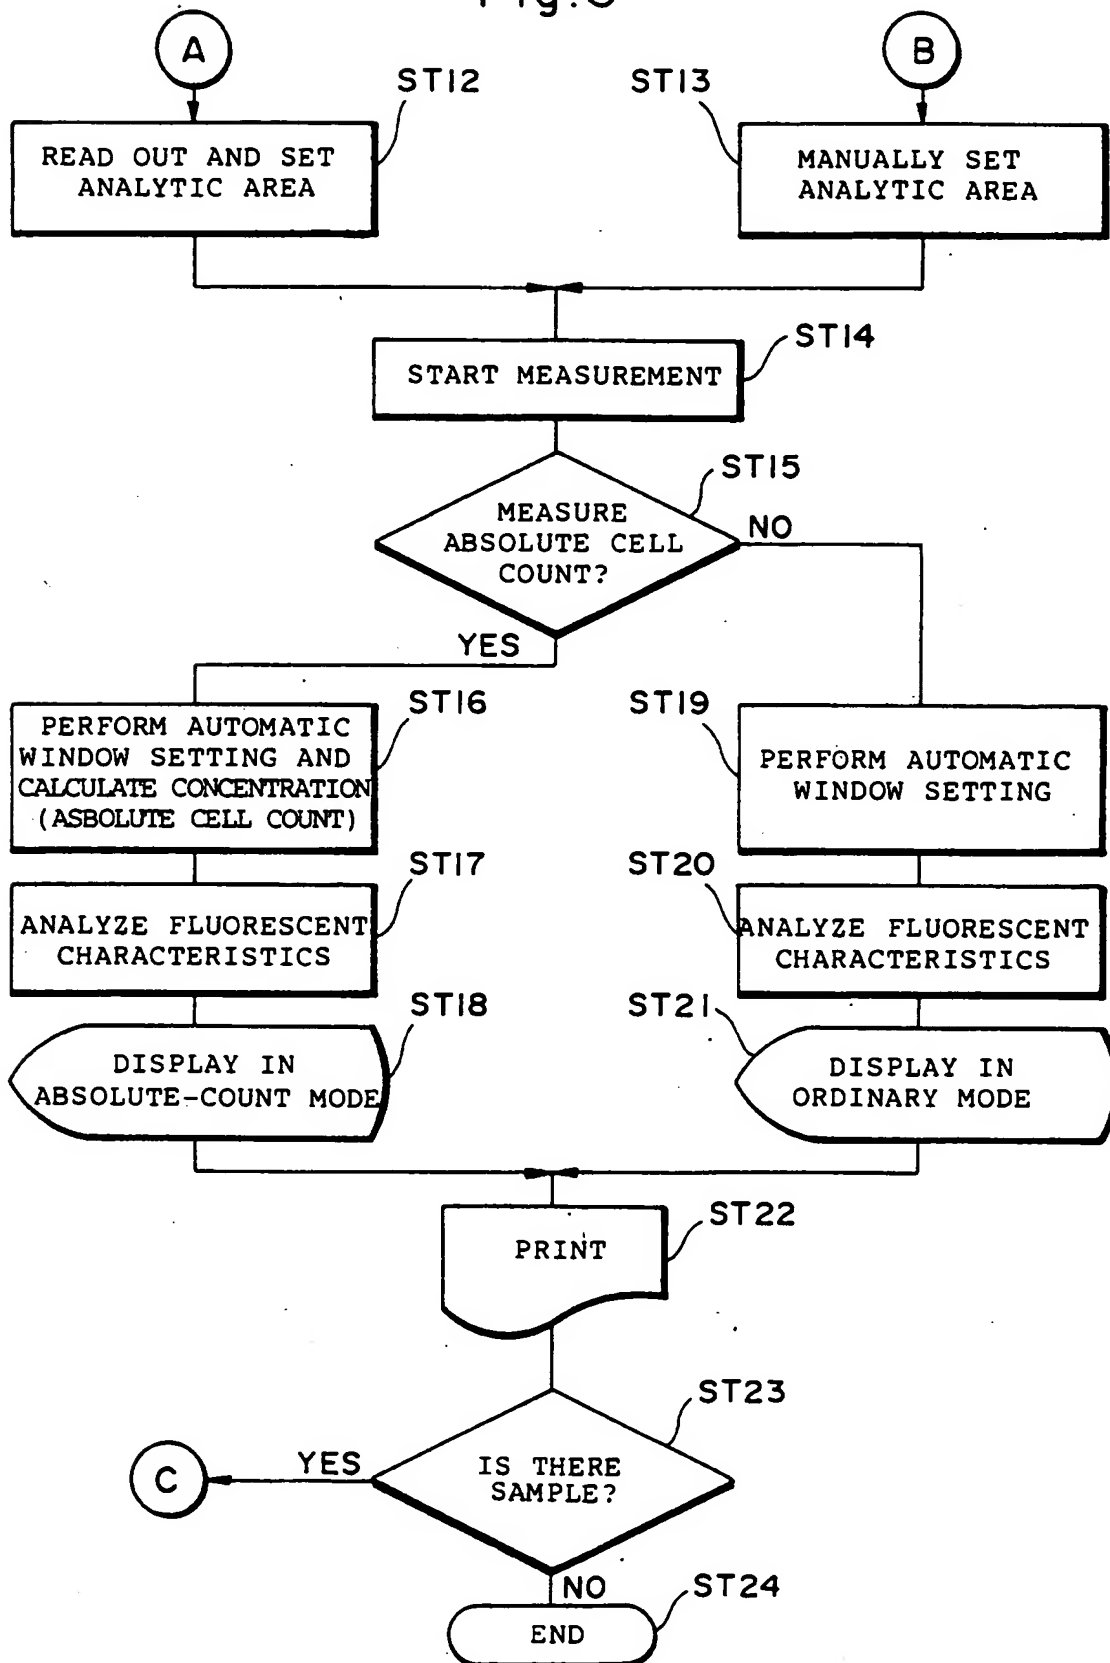 A
B
ST12
ST13
READ OUT AND SET
ANALYTIC AREA
MANUALLY SET
ANALYTIC AREA
ST14
START MEASUREMENT
ST15
MEASURE
ABSOLUTE CELL
COUNT?
NO
YES
ST16
PERFORM AUTOMATIC
WINDOW SETTING AND
CALCULATE CONCENTRATION
(ASBOLUTE CELL COUNT)
ST19
PERFORM AUTOMATIC
WINDOW SETTING
ST17
ANALYZE FLUORESCENT
CHARACTERISTICS
ST20
ANALYZE FLUORESCENT
CHARACTERISTICS
ST18
DISPLAY IN
ABSOLUTE-COUNT MODE
ST21
DISPLAY IN
ORDINARY MODE
ST22
PRINT
ST23
IS THERE
SAMPLE?
YES
C
NO
ST24
END